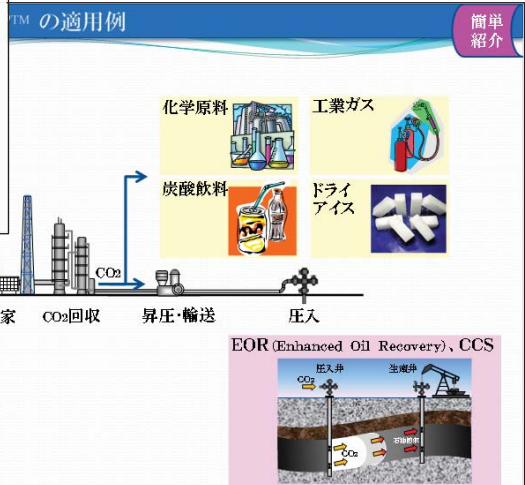 TM の適用例
簡単
紹介
化学原料
工業ガス
炭酸飲料
ドライ
アイス
CO2
家
CO2回収
昇圧・輸送
圧入
EOR(Enhanced Oil Recovery)、CCS
圧入井
生産井
CO2
CO2